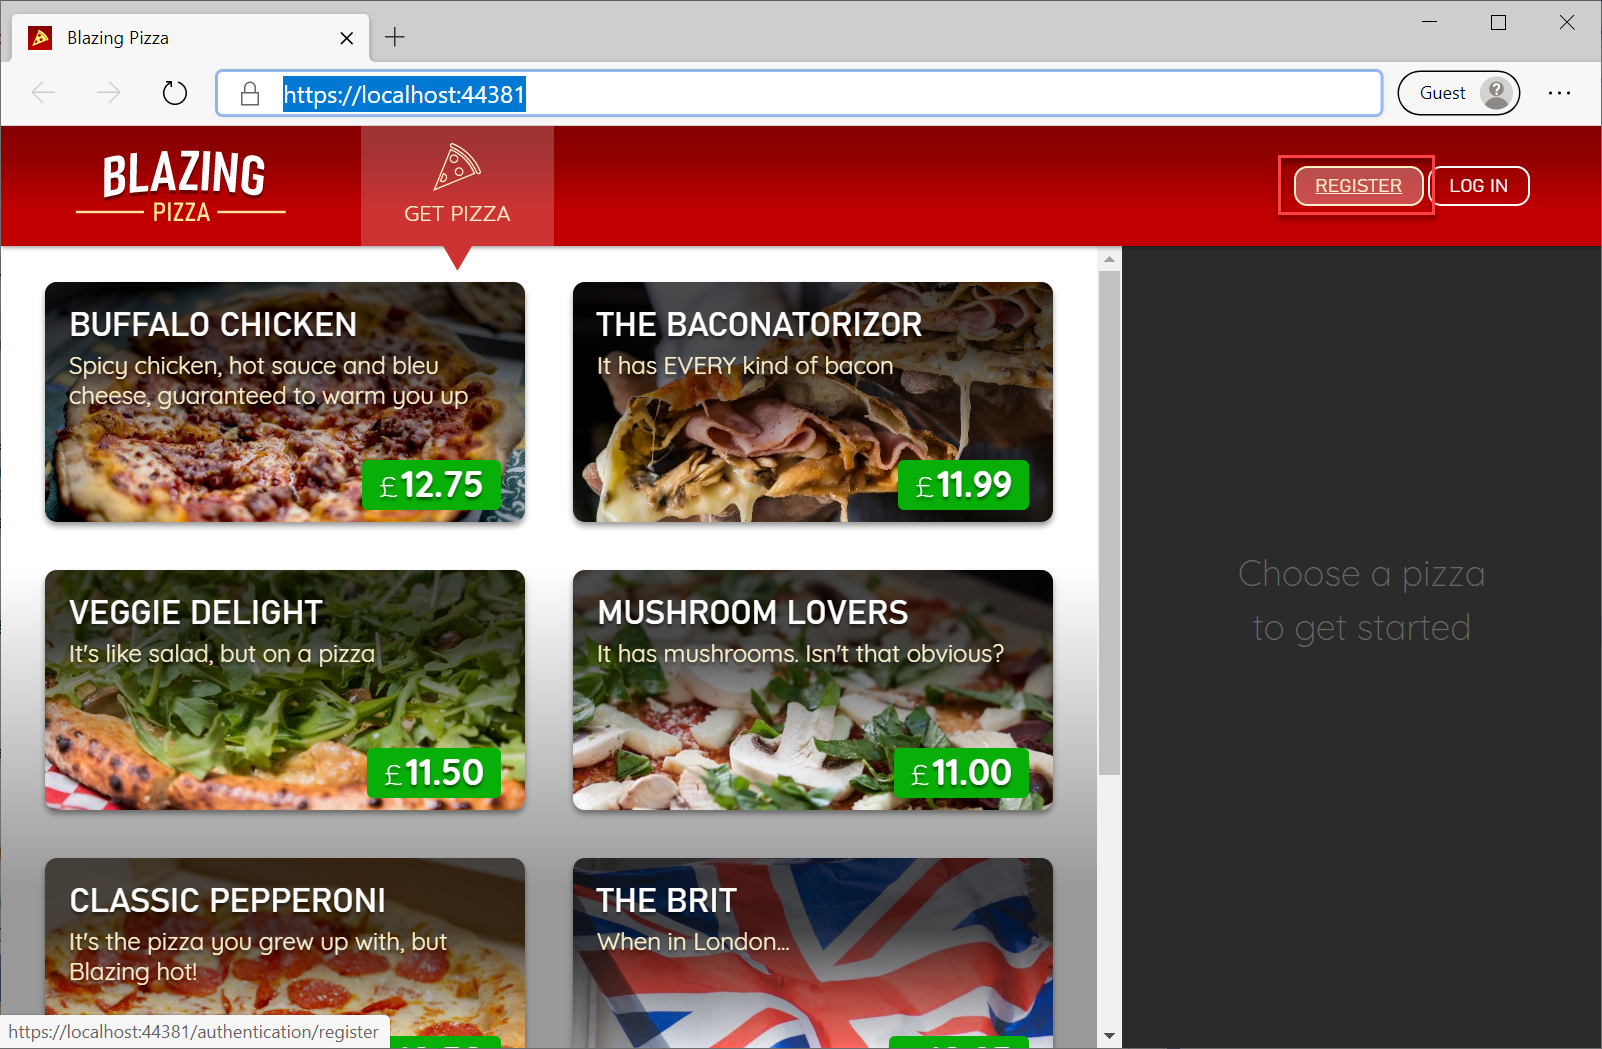 Blazing Pizza
https://localhost:44381
Guest
BLAZING
PIZZA
GET PIZZA
REGISTER
LOG IN
BUFFALO CHICKEN
Spicy chicken, hot sauce and bleu
cheese, guaranteed to warm you up
£12.75
THE BACONATORIZOR
It has EVERY kind of bacon
£11.99
VEGGIE DELIGHT
It's like salad, but on a pizza
£11.50
MUSHROOM LOVERS
It has mushrooms. Isn't that obvious?
£11.00
CLASSIC PEPPERONI
It's the pizza you grew up with, but
Blazing hot!
THE BRIT
When in London...
Choose a pizza
to get started
https://localhost:44381/authentication/register